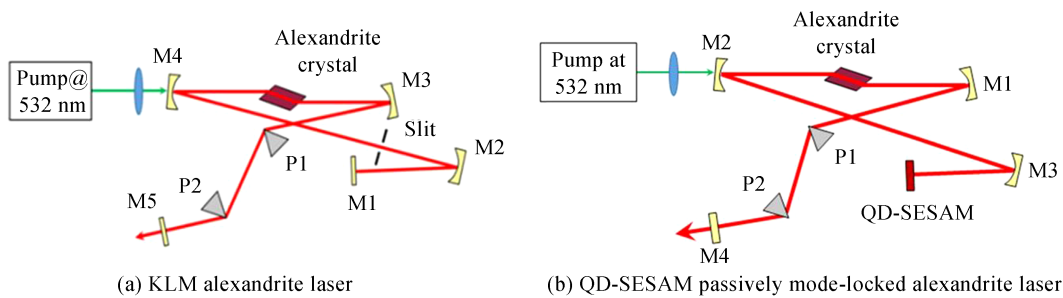 Pump@
532 nm
M4
Alexandrite
crystal
M3
Slit
M2
P1
M1
P2
M5
(a) KLM alexandrite laser
Pump at
532 nm
M2
Alexandrite
crystal
M1
P1
M3
P2
QD-SESAM
M4
(b) QD-SESAM passively mode-locked alexandrite laser